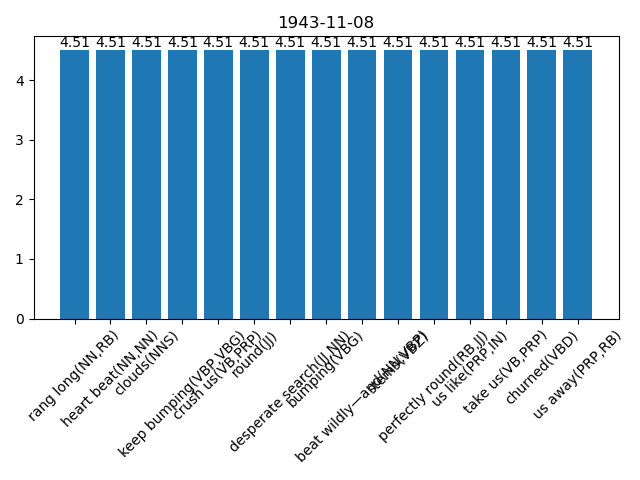 1943-11-08
4.51 4.51 4.51 4.51 4.51 4.51 4.51 4.51 4.51 4.51 4.51 4.51 4.51 4.51 4.51
4
3
2
1
0
rang long(NN,RB)
heart beat(NN,NN)
clouds(NNS)
keep bumping(VBP,VBG)
crush us(VB,PRP)
round(JJ)
desperate search(JJ,NN)
bumping(VBG)
beat wildly—and(NN,VBP)
perfectly round(RB,JJ)
us like(PRP,IN)
take us(VB,PRP)
churned(VBD)
us away(PRP,RB)